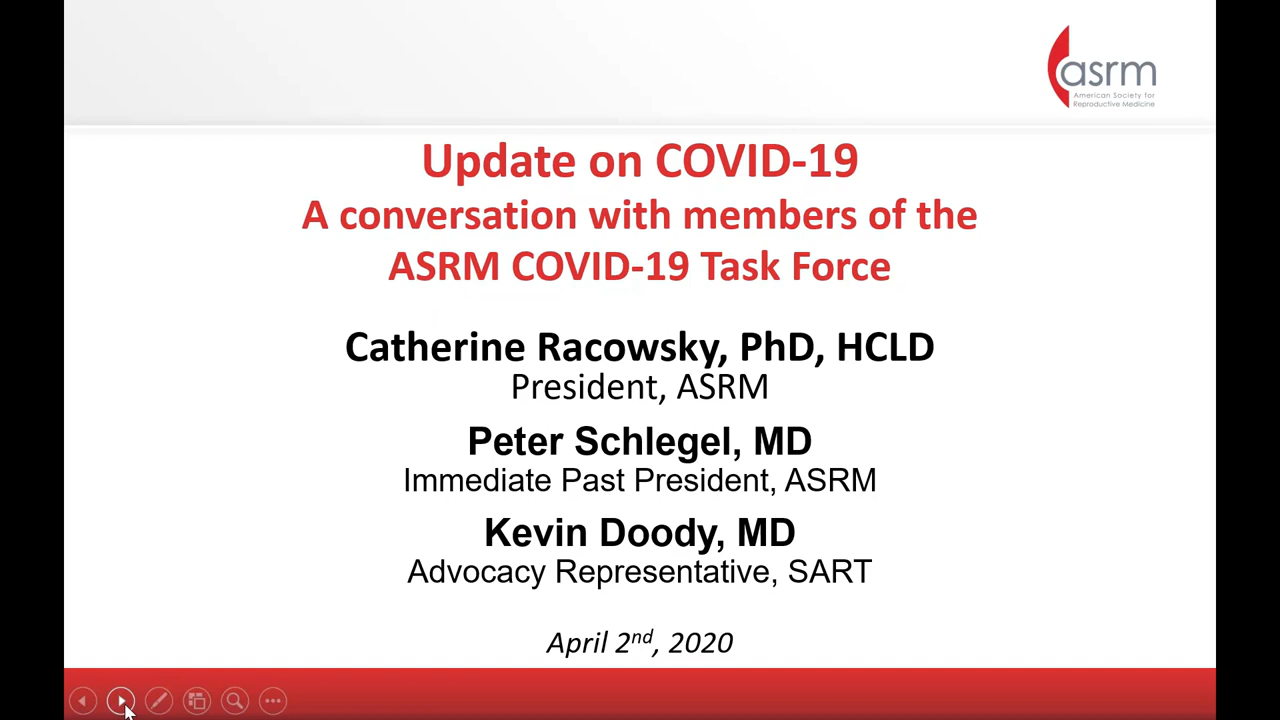 asrm
American Society for
Reproductive Medicine
Update on COVID-19
A conversation with members of the
ASRM COVID-19 Task Force
Catherine Racowsky, PhD, HCLD
President, ASRM
Peter Schlegel, MD
Immediate Past President, ASRM
Kevin Doody, MD
Advocacy Representative, SART
April 2nd, 2020